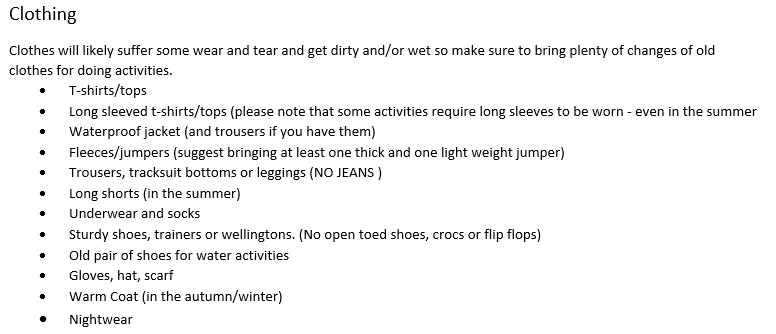 Clothing
Clothes will likely suffer some wear and tear and get dirty and/or wet so make sure to bring plenty of changes of old
clothes for doing activities.
• T-shirts/tops
• Long sleeved t-shirts/tops (please note that some activities require long sleeves to be worn - even in the summer
• Waterproof jacket (and trousers if you have them)
• Fleeces/jumpers (suggest bringing at least one thick and one light weight jumper)
• Trousers, tracksuit bottoms or leggings (NO JEANS )
• Long shorts (in the summer)
• Underwear and socks
• Sturdy shoes, trainers or wellingtons. (No open toed shoes, crocs or flip flops)
• Old pair of shoes for water activities
• Gloves, hat, scarf
• Warm Coat (in the autumn/winter)
• Nightwear